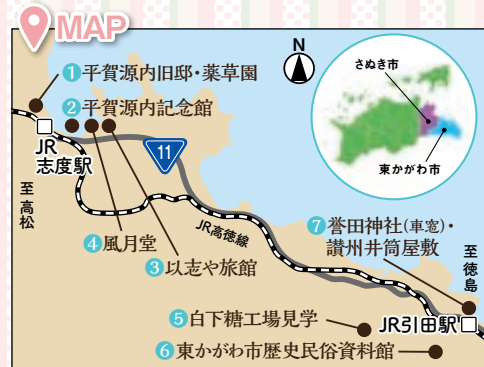 MAP
N
さぬき市
東かがわ市
①平賀源内旧邸・薬草園
②平賀源内記念館
JR
志度駅
11
至高松
JR高徳線
④風月堂
③以志や旅館
⑦誉田神社(車窓)・
讃州井筒屋敷
至徳島
⑤白下糖工場見学
JR引田駅
⑥東かがわ市歴史民俗資料館